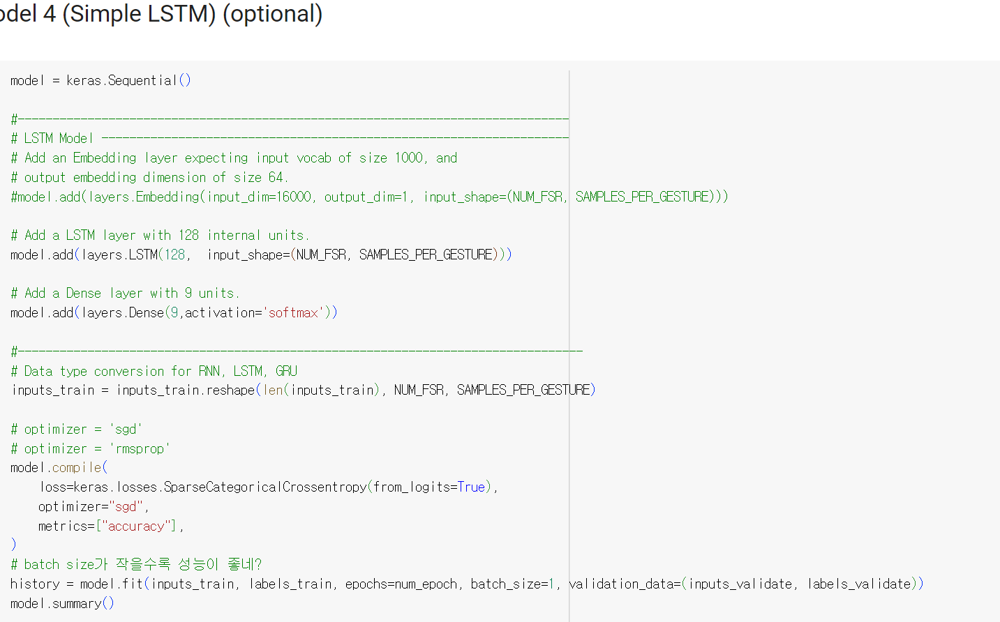 odel 4 (Simple LSTM) (optional)
model = keras.Sequential()
#-------------------------------------------------------------------------------
# LSTM Model -------------------------------------------------------------------
# Add an Embedding layer expecting input vocab of size 1000, and
# output embedding dimension of size 64.
#model.add(layers.Embedding(input_dim=16000, output_dim=1, input_shape=(NUM_FSR, SAMPLES_PER_GESTURE)))
# Add a LSTM layer with 128 internal units.
model.add(layers.LSTM(128,  input_shape=(NUM_FSR, SAMPLES_PER_GESTURE)))
# Add a Dense layer with 9 units.
model.add(layers.Dense(9,activation='softmax'))
#---------------------------------------------------------------------------------
# Data type conversion for RNN, LSTM, GRU
inputs_train = inputs_train.reshape(len(inputs_train), NUM_FSR, SAMPLES_PER_GESTURE)
# optimizer = 'sgd'
# optimizer = 'rmsprop'
model.compile(
    loss=keras.losses.SparseCategoricalCrossentropy(from_logits=True),
    optimizer="sgd",
    metrics=["accuracy"],
)
# batch size가 작을수록 성능이 좋네?
history = model.fit(inputs_train, labels_train, epochs=num_epoch, batch_size=1, validation_data=(inputs_validate, labels_validate))
model.summary()